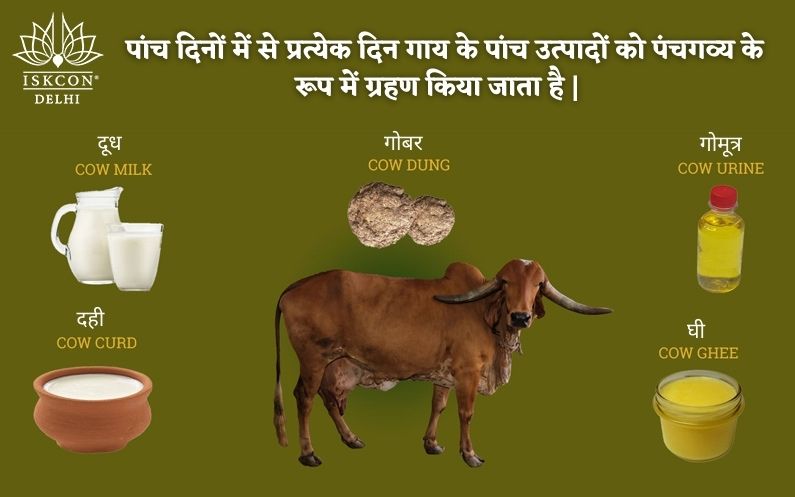 ISKCON®
DELHI
पांच दिनों में से प्रत्येक दिन गाय के पांच उत्पादों को पंचगव्य के
रूप में ग्रहण किया जाता है |
दूध
COW MILK
गोबर
COW DUNG
गोमूत्र
COW URINE
दही
COW CURD
घी
COW GHEE